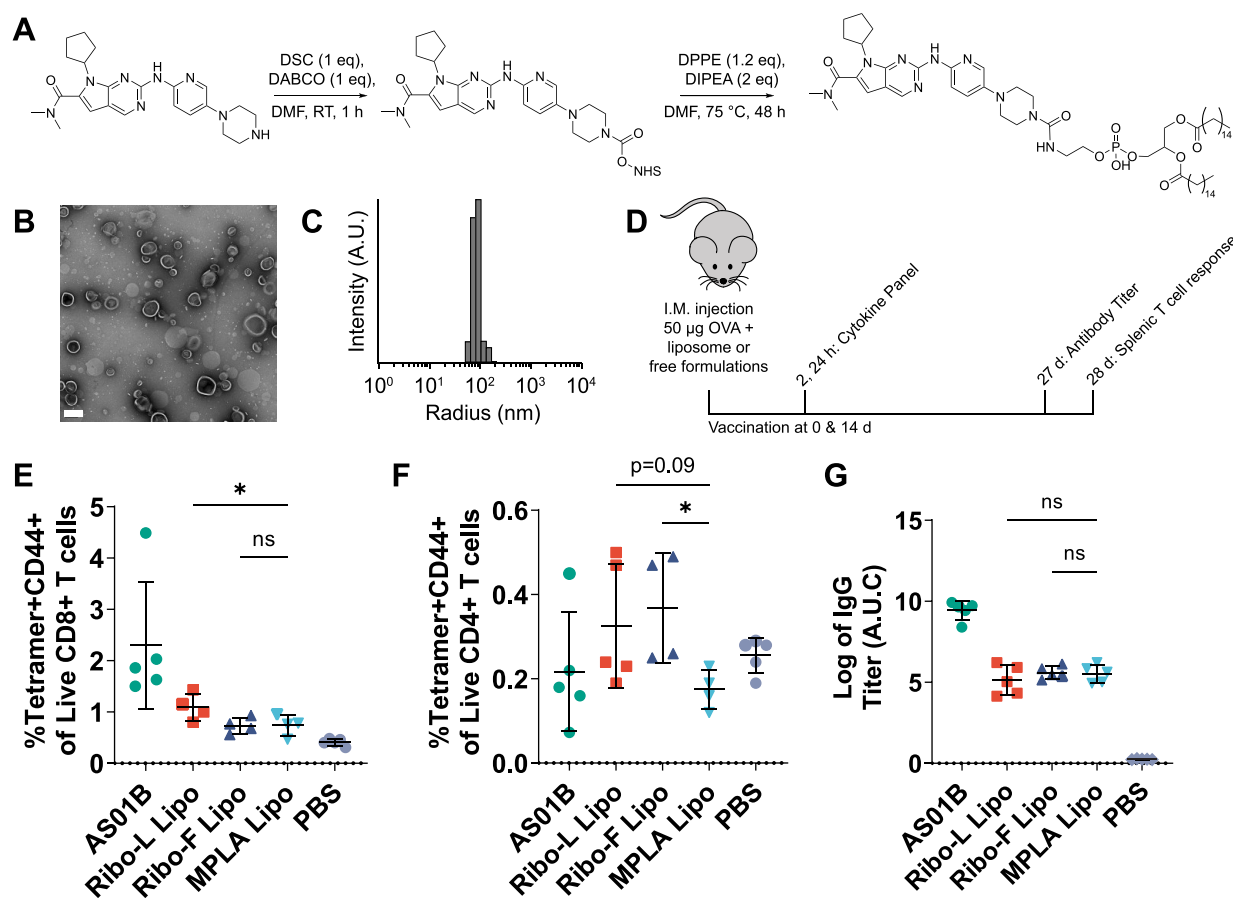 A
DSC (1 eq),
DABCO (1 eq),
DMF, RT, 1 h
DPPE (1.2 eq)
DIPEA (2 eq)
DMF, 75 °C, 48 h
O
N
N
N
H
N
N
N
N
N
NH
O
N
N
N
H
N
N
N
N
N
N
O
O
NHS
O
N
N
N
H
N
N
N
N
N
N
O
HN
O
O
P
OH
O
O
O
14
O
O
14
B
C
Intensity (A.U.)
10⁰ 10¹ 10² 10³ 10⁴
Radius (nm)
D
I.M. injection
50 µg OVA +
liposome or
free formulations
2, 24 h: Cytokine Panel
27 d: Antibody Titer
28 d: Splenic T cell response
Vaccination at 0 & 14 d
E
%Tetramer+CD44+
of Live CD8+ T cells
5
4
3
2
1
0
*
ns
AS01B
Ribo-L Lipo
Ribo-F Lipo
MPLA Lipo
PBS
F
%Tetramer+CD44+
of Live CD4+ T cells
0.6
0.4
0.2
0.0
p=0.09
*
AS01B
Ribo-L Lipo
Ribo-F Lipo
MPLA Lipo
PBS
G
Log of IgG
Titer (A.U.C)
15
10
5
0
ns
ns
AS01B
Ribo-L Lipo
Ribo-F Lipo
MPLA Lipo
PBS